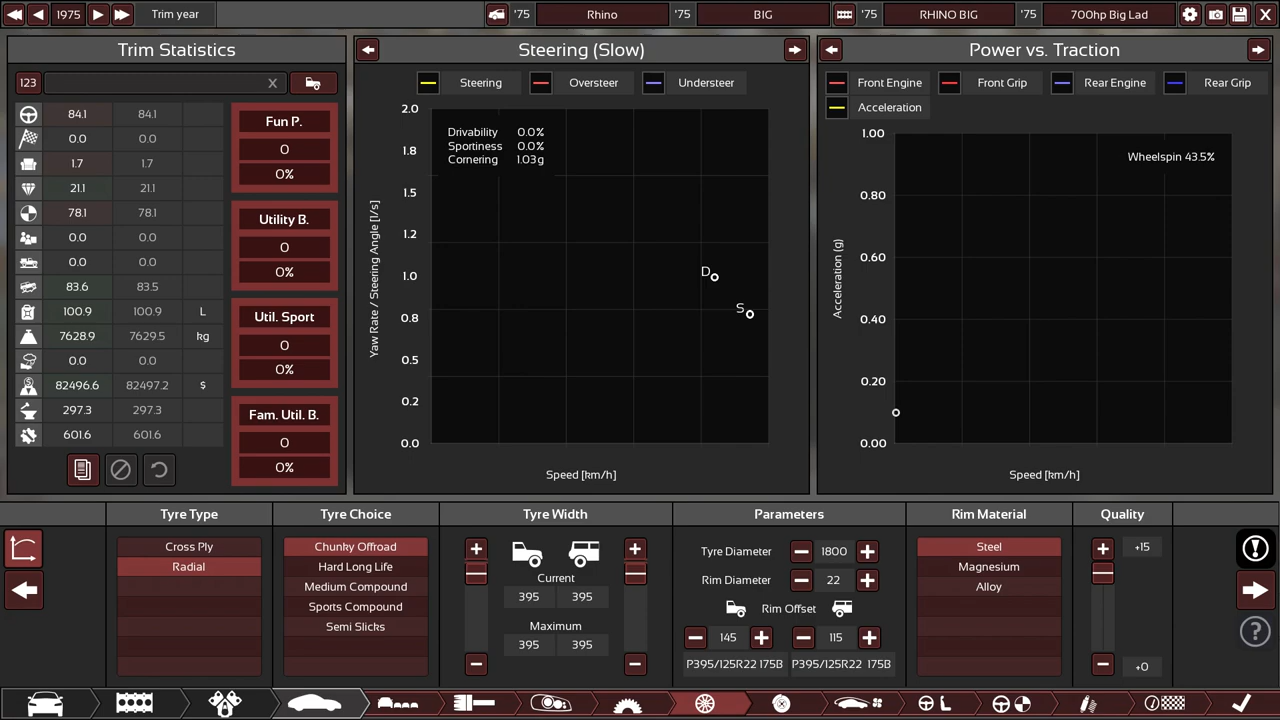 1975 Trim year '75 Rhino '75 BIG '75 RHINO BIG '75 700hp Big Lad
Trim Statistics
123 x
84.1 84.1
0.0 0.0
1.7 1.7
21.1 21.1
78.1 78.1
0.0 0.0
0.0 0.0
83.6 83.5
100.9 100.9 L
7628.9 7629.5 kg
0.0 0.0
82496.6 82497.2 $
297.3 297.3
601.6 601.6
Fun P.
0
0%
Utility B.
0
0%
Util. Sport
0
0%
Fam. Util. B.
0
0%
Steering (Slow)
Steering Oversteer Understeer
Drivability 0.0%
Sportiness 0.0%
Cornering 1.03g
Yaw Rate / Steering Angle [1/s]
2.0
1.8
1.5
1.2
1.0
0.8
0.5
0.2
0.0
D
S
Speed [km/h]
Power vs. Traction
Front Engine Front Grip Rear Engine Rear Grip
Acceleration
Wheelspin 43.5%
Acceleration (g)
1.00
0.80
0.60
0.40
0.20
0.00
Speed [km/h]
Tyre Type
Cross Ply
Radial
Tyre Choice
Chunky Offroad
Hard Long Life
Medium Compound
Sports Compound
Semi Slicks
Tyre Width
Current
395 395
Maximum
395 395
Parameters
Tyre Diameter 1800
Rim Diameter 22
Rim Offset
145 115
P395/125R22 175B P395/125R22 175B
Rim Material
Steel
Magnesium
Alloy
Quality
+15
+0